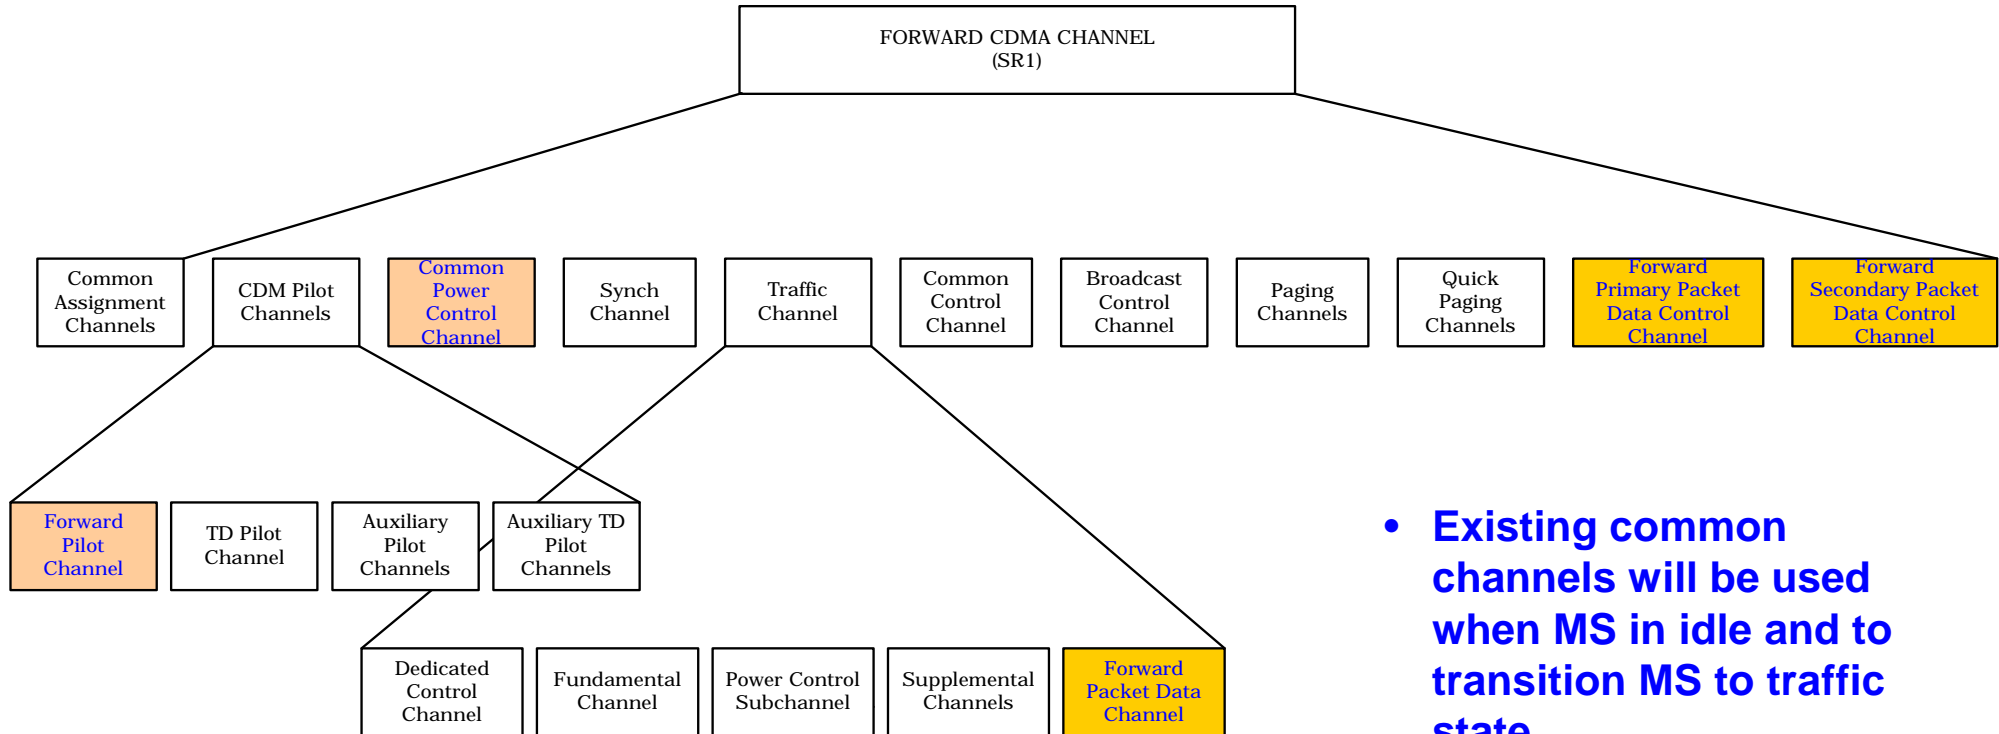 FORWARD CDMA CHANNEL
(SR1)
Common
Assignment
Channels
CDM Pilot
Channels
Common
Power
Control
Channel
Synch
Channel
Traffic
Channel
Common
Control
Channel
Broadcast
Control
Channel
Paging
Channels
Quick
Paging
Channels
Forward
Primary Packet
Data Control
Channel
Forward
Secondary Packet
Data Control
Channel
Forward
Pilot
Channel
TD Pilot
Channel
Auxiliary
Pilot
Channels
Auxiliary TD
Pilot
Channels
Dedicated
Control
Channel
Fundamental
Channel
Power Control
Subchannel
Supplemental
Channels
Forward
Packet Data
Channel
• Existing common
channels will be used
when MS in idle and to
transition MS to traffic
state